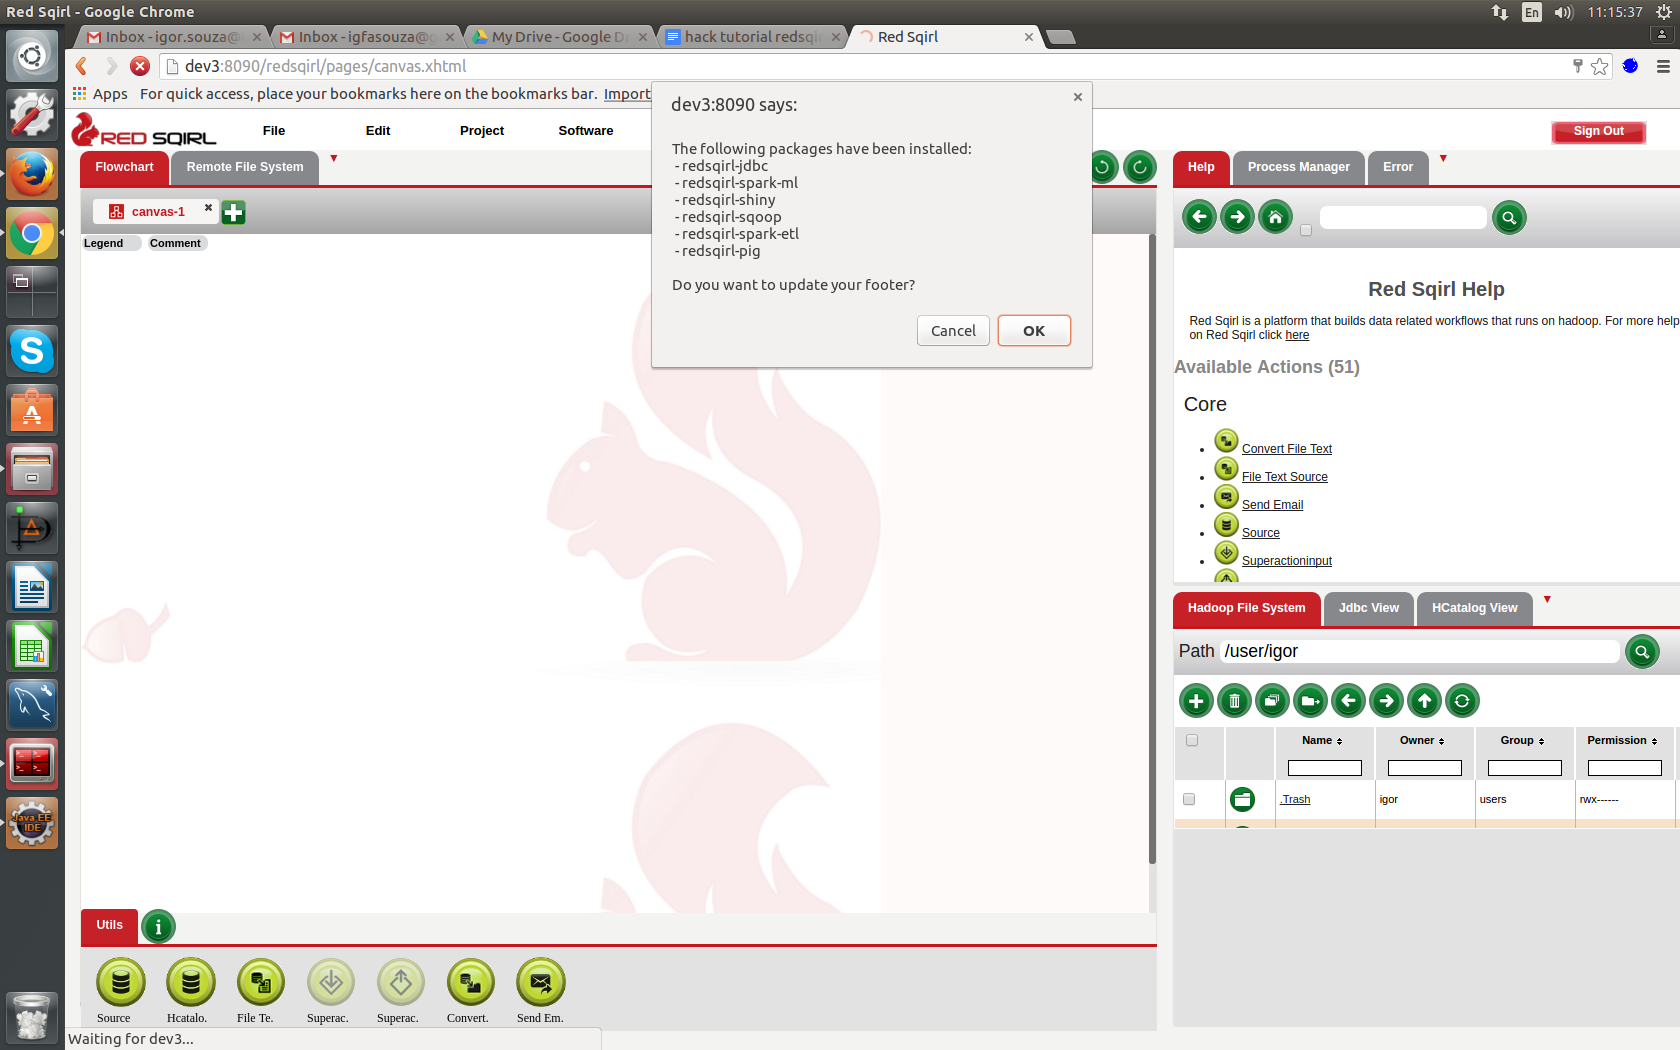 Red Sqirl - Google Chrome
En
11:15:37
Inbox - igor.souza@
Inbox - igfasouza@
My Drive - Google D
hack tutorial redsqi
Red Sqirl
dev3:8090/redsqirl/pages/canvas.xhtml
Apps
For quick access, place your bookmarks here on the bookmarks bar. Import
dev3:8090 says:
The following packages have been installed:
- redsqirl-jdbc
- redsqirl-spark-ml
- redsqirl-shiny
- redsqirl-sqoop
- redsqirl-spark-etl
- redsqirl-pig
Do you want to update your footer?
Cancel
OK
RED SQIRL
File
Edit
Project
Software
Sign Out
Flowchart
Remote File System
canvas-1
Legend
Comment
Help
Process Manager
Error
Red Sqirl Help
Red Sqirl is a platform that builds data related workflows that runs on hadoop. For more help
on Red Sqirl click here
Available Actions (51)
Core
Convert File Text
File Text Source
Send Email
Source
Superactioninput
Hadoop File System
Jdbc View
HCatalog View
Path
/user/igor
Name
Owner
Group
Permission
.Trash
igor
users
rwx------
Utils
Source
Hcatalo.
File Te.
Superac.
Superac.
Convert.
Send Em.
Waiting for dev3...
Java EE
IDE